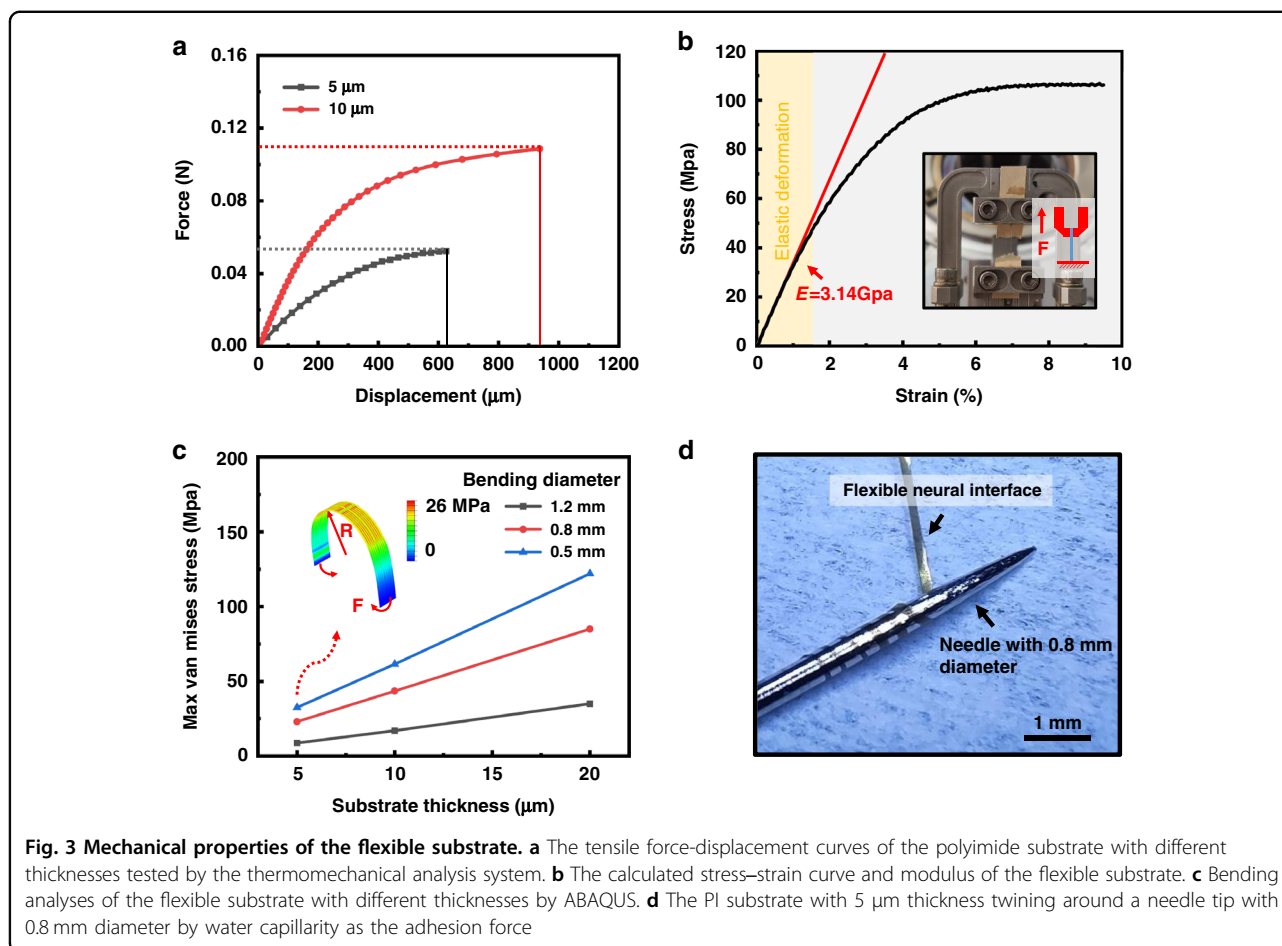 a
0.16
0.12
0.08
0.04
0.00
Force (N)
5 μm
10 μm
0 200 400 600 800 1000 1200
Displacement (μm)
b
120
100
80
60
40
20
0
Stress (Mpa)
Elastic deformation
E=3.14Gpa
F
0 2 4 6 8 10
Strain (%)
c
200
150
100
50
0
Max van mises stress (Mpa)
Bending diameter
1.2 mm
0.8 mm
0.5 mm
26 MPa
0
R
F
5 10 15 20
Substrate thickness (μm)
d
Flexible neural interface
Needle with 0.8 mm
diameter
1 mm
Fig. 3 Mechanical properties of the flexible substrate. a The tensile force-displacement curves of the polyimide substrate with different
thicknesses tested by the thermomechanical analysis system. b The calculated stress–strain curve and modulus of the flexible substrate. c Bending
analyses of the flexible substrate with different thicknesses by ABAQUS. d The PI substrate with 5 μm thickness twining around a needle tip with
0.8 mm diameter by water capillarity as the adhesion force